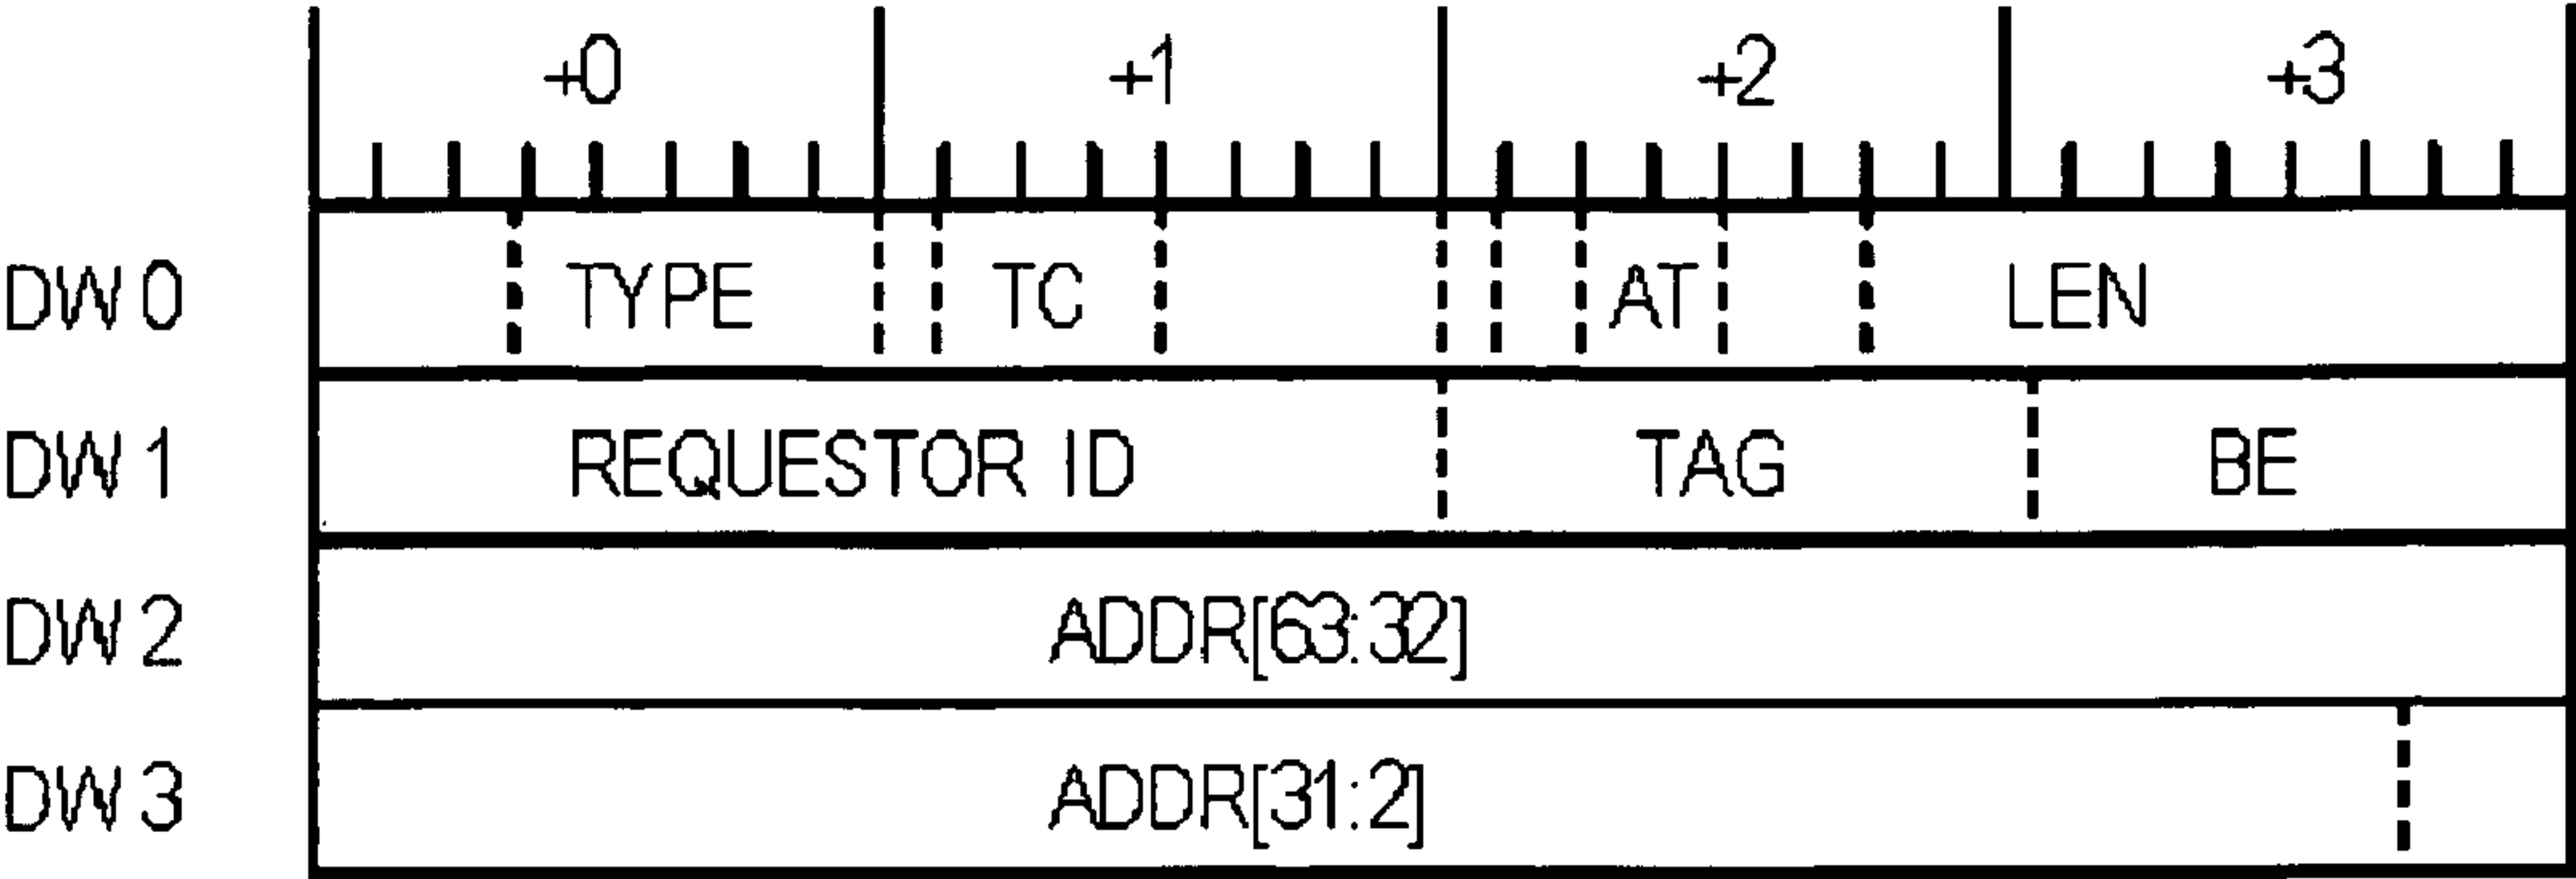 +0 +1 +2 +3
DW 0 TYPE TC AT LEN
DW 1 REQUESTOR ID TAG BE
DW 2 ADDR[63:32]
DW 3 ADDR[31:2]